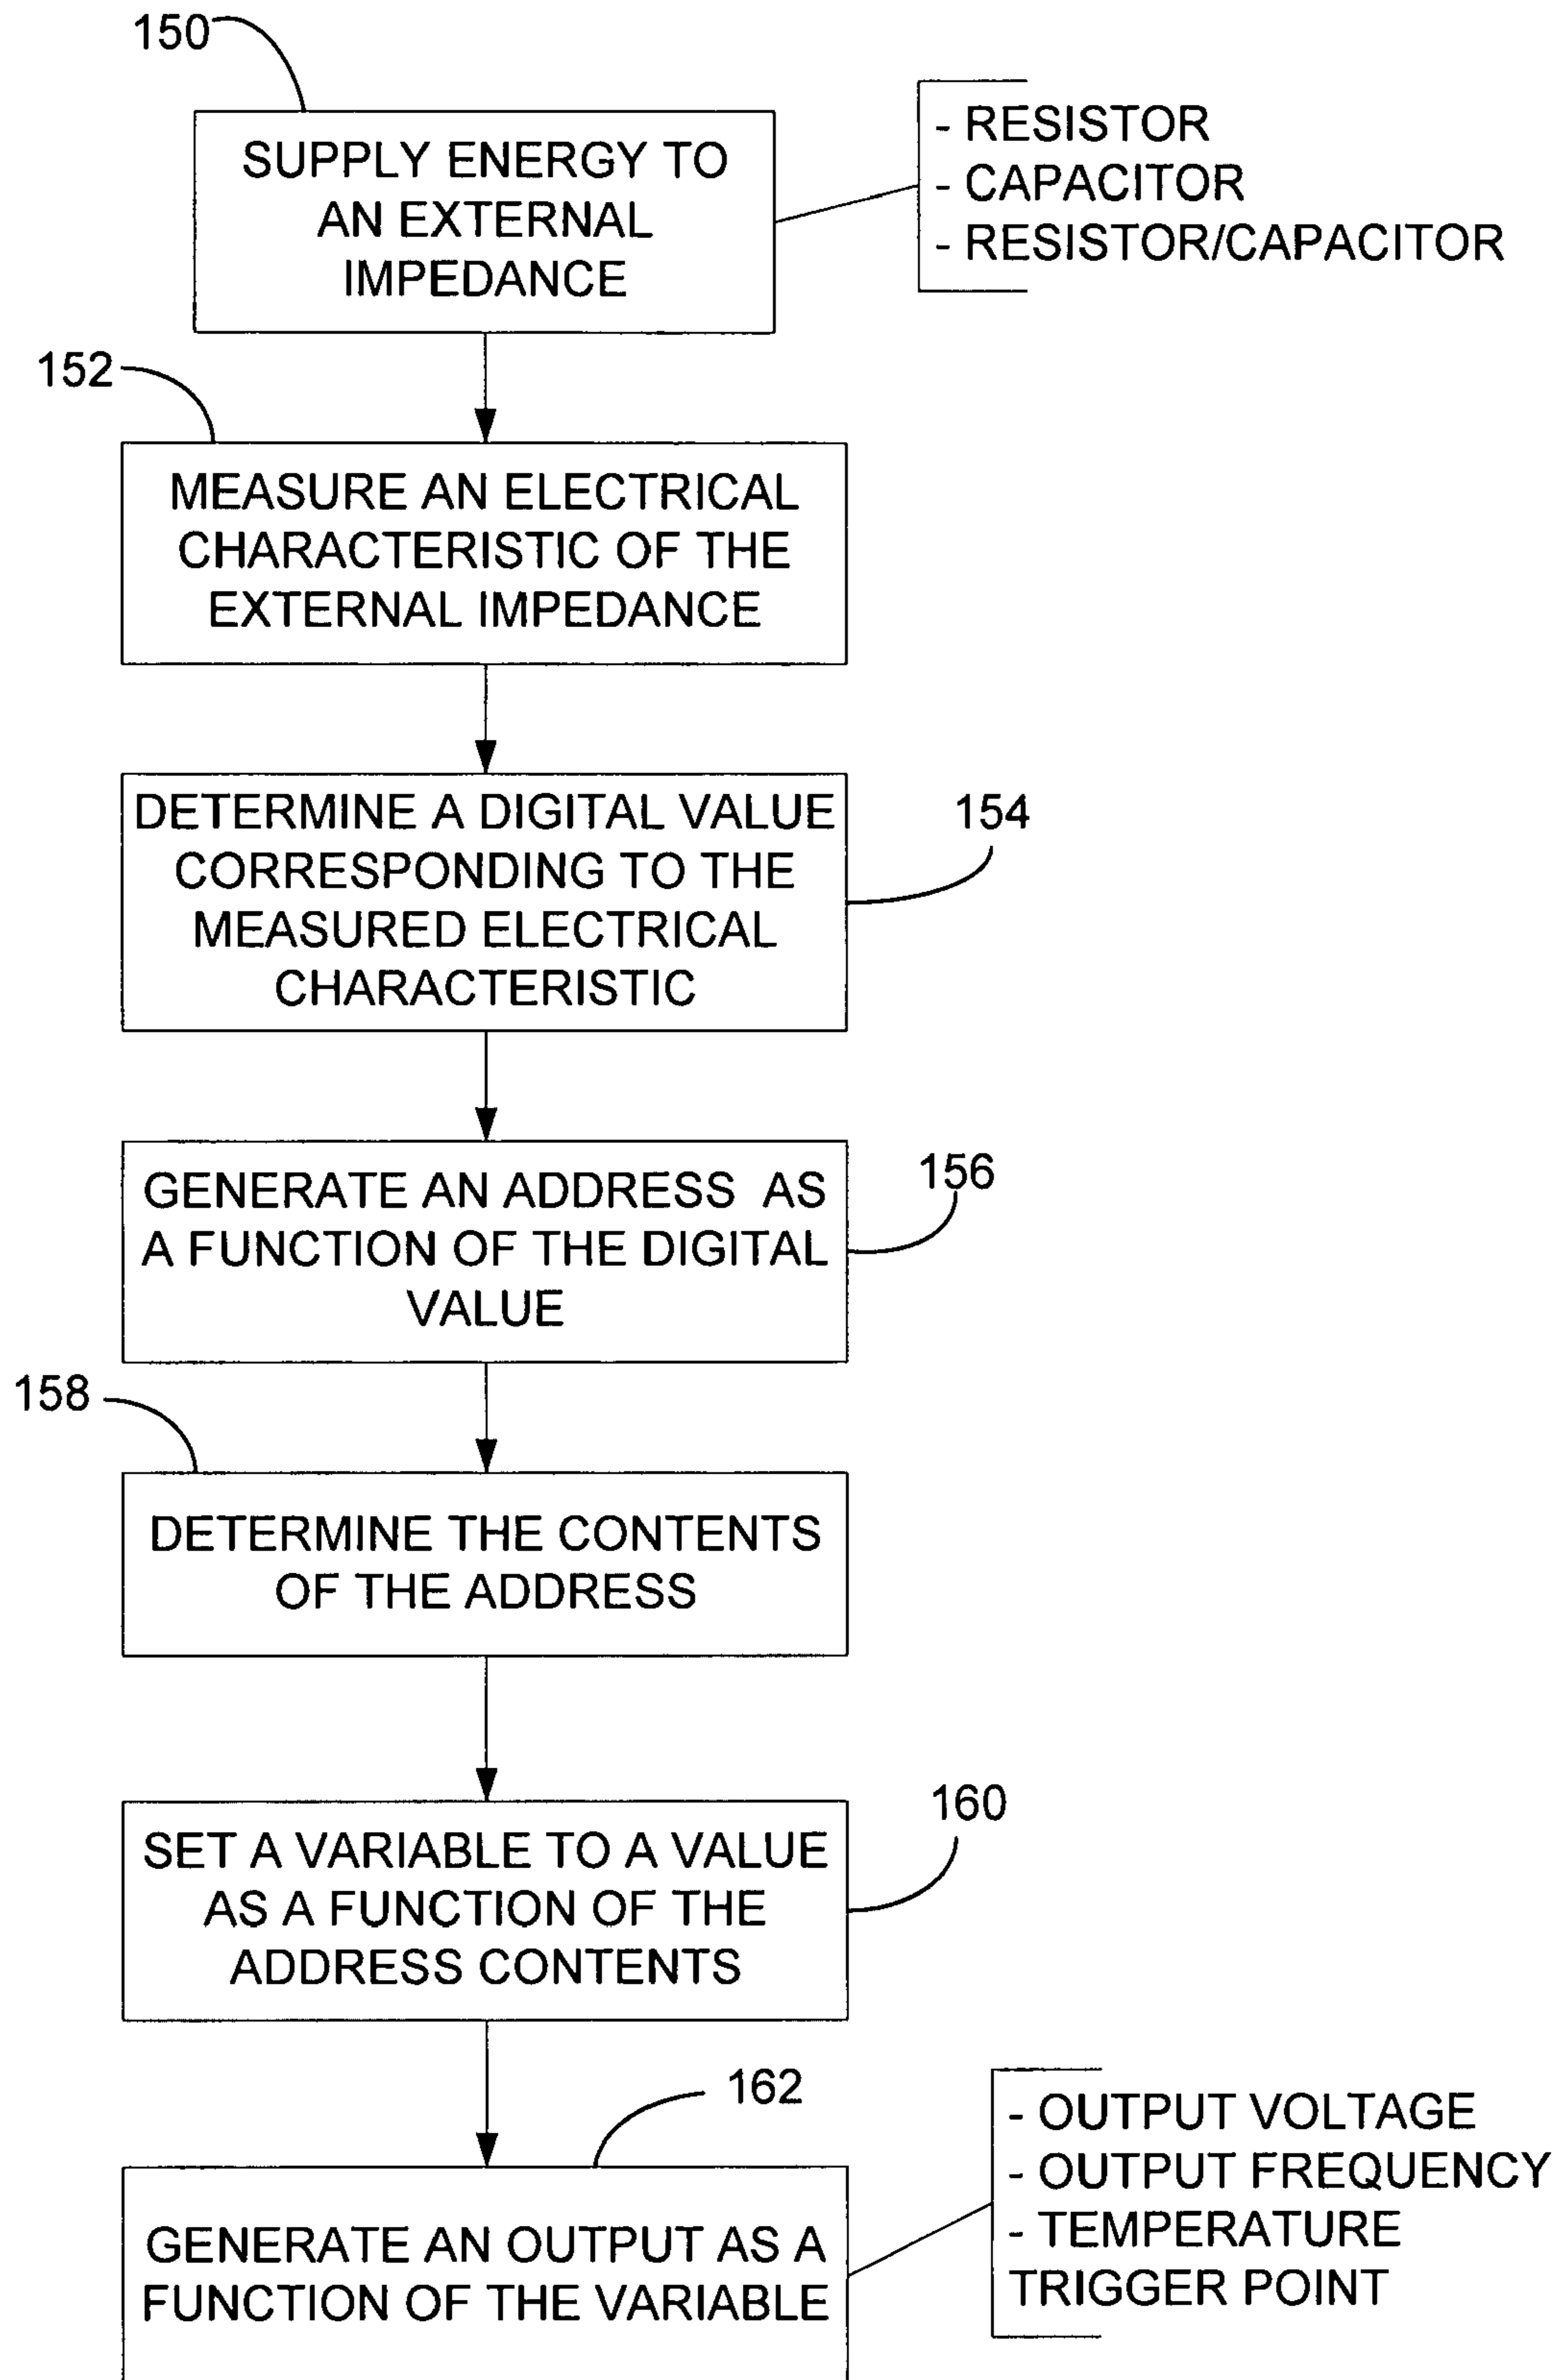 150
SUPPLY ENERGY TO
AN EXTERNAL
IMPEDANCE
- RESISTOR
- CAPACITOR
- RESISTOR/CAPACITOR
152
MEASURE AN ELECTRICAL
CHARACTERISTIC OF THE
EXTERNAL IMPEDANCE
DETERMINE A DIGITAL VALUE
CORRESPONDING TO THE
MEASURED ELECTRICAL
CHARACTERISTIC
154
GENERATE AN ADDRESS AS
A FUNCTION OF THE DIGITAL
VALUE
156
158
DETERMINE THE CONTENTS
OF THE ADDRESS
SET A VARIABLE TO A VALUE
AS A FUNCTION OF THE
ADDRESS CONTENTS
160
162
GENERATE AN OUTPUT AS A
FUNCTION OF THE VARIABLE
- OUTPUT VOLTAGE
- OUTPUT FREQUENCY
- TEMPERATURE
TRIGGER POINT